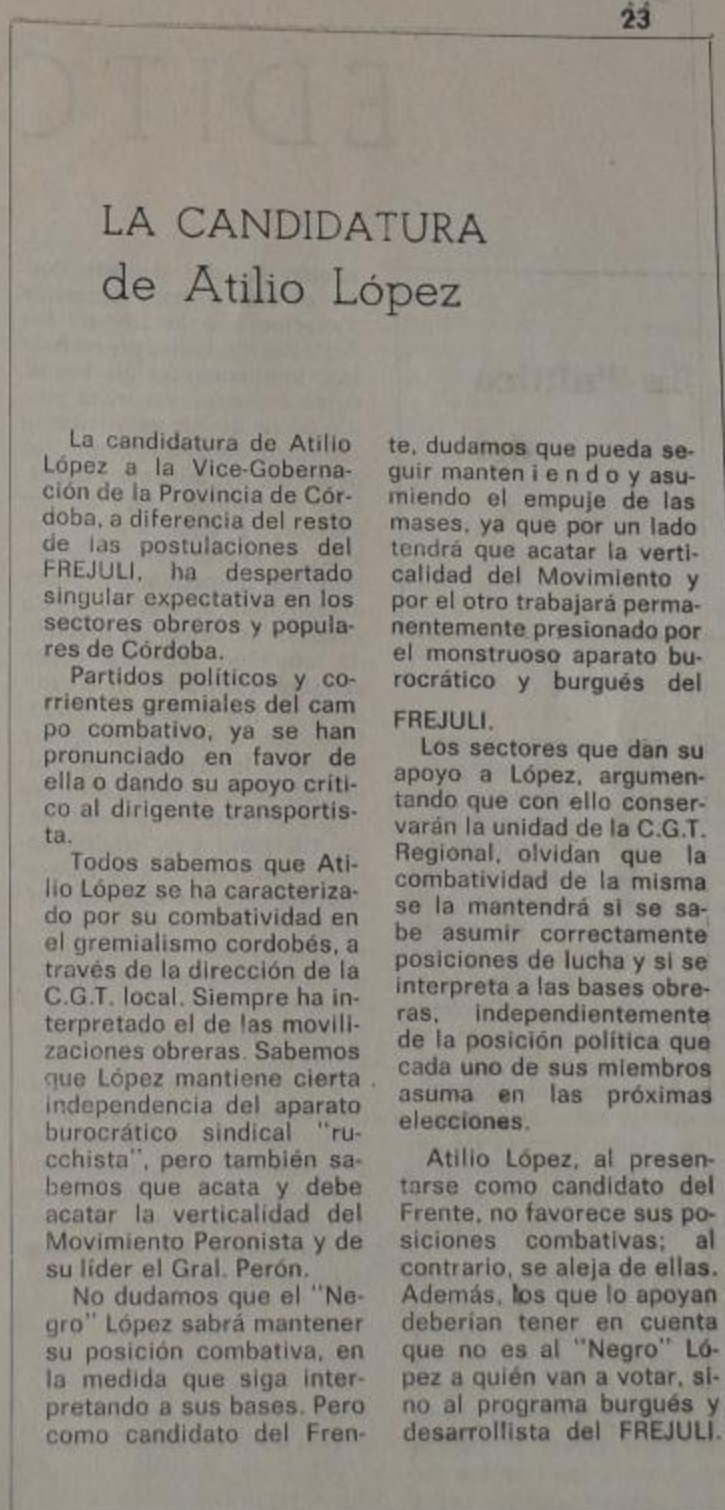 23
LA CANDIDATURA
de Atilio López
La candidatura de Atilio
López a la Vice-Goberna-
ción de la Provincia de Cór-
doba, a diferencia del resto
de las postulaciones del
FREJULI, ha despertado
singular expectativa en los
sectores obreros y popula-
res de Córdoba.
Partidos políticos y co-
rrientes gremiales del cam
po combativo, ya se han
pronunciado en favor de
ella o dando su apoyo críti-
co al dirigente transportis-
ta.
Todos sabemos que Ati-
lio López se ha caracteriza-
do por su combatividad en
el gremialismo cordobés, a
través de la dirección de la
C.G.T. local. Siempre ha in-
terpretado el de las movili-
zaciones obreras. Sabemos
que López mantiene cierta
independencia del aparato
burocrático sindical "ru-
cchista", pero también sa-
bemos que acata y debe
acatar la verticalidad del
Movimiento Peronista y de
su líder el Gral. Perón.
No dudamos que el "Ne-
gro" López sabrá mantener
su posición combativa, en
la medida que siga inter-
pretando a sus bases. Pero
como candidato del Fren-
te, dudamos que pueda se-
guir manten i e n d o y asu-
miendo el empuje de las
mases, ya que por un lado
tendrá que acatar la verti-
calidad del Movimiento y
por el otro trabajará perma-
nentemente presionado por
el monstruoso aparato bu-
rocrático y burgués del
FREJULI.
Los sectores que dan su
apoyo a López, argumen-
tando que con ello conser-
varán la unidad de la C.G.T.
Regional, olvidan que la
combatividad de la misma
se la mantendrá si se sa-
be asumir correctamente
posiciones de lucha y si se
interpreta a las bases obre-
ras, independientemente
de la posición política que
cada uno de sus miembros
asuma en las próximas
elecciones.
Atilio López, al presen-
tarse como candidato del
Frente, no favorece sus po-
siciones combativas; al
contrario, se aleja de ellas.
Además, los que lo apoyan
deberían tener en cuenta
que no es al "Negro" Ló-
pez a quién van a votar, si-
no al programa burgués y
desarrollista del FREJULI.